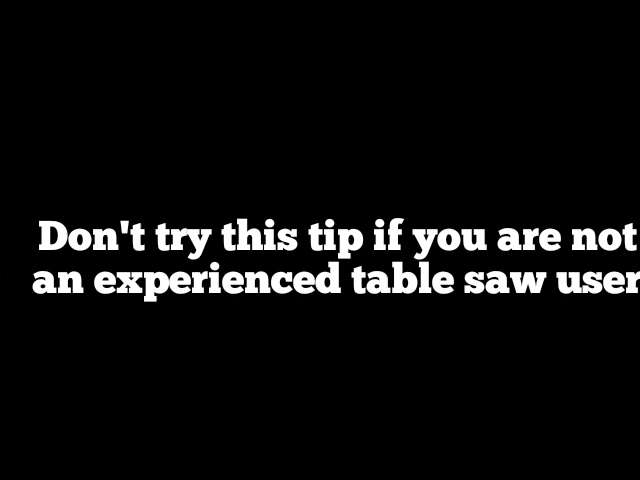 Don't try this tip if you are not
an experienced table saw user